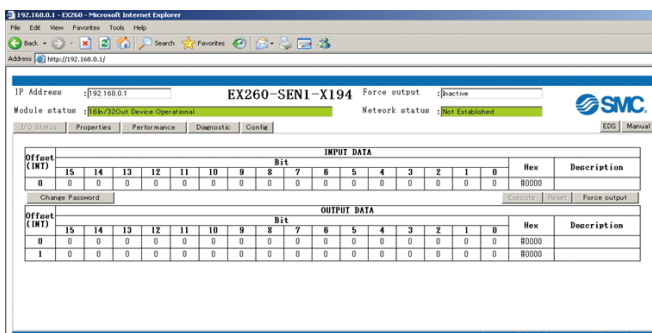 192.168.0.1 - EX260 - Microsoft Internet Explorer
File Edit View Favorites Tools Help
Back Search Favorites
Address http://192.168.0.1/
IP Address :192.168.0.1 EX260-SEN1-X194 Force output :Inactive
Module status :16In/32Out Device Operational Network status :Not Established
SMC.
I/O Status Properties Performance Diagnostic Config EDS Manual
INPUT DATA
Offset (INT) Bit Hex Description
15 14 13 12 11 10 9 8 7 6 5 4 3 2 1 0
0 0 0 0 0 0 0 0 0 0 0 0 0 0 0 0 0 #0000
Change Password Execute Reset Force output
OUTPUT DATA
Offset (INT) Bit Hex Description
15 14 13 12 11 10 9 8 7 6 5 4 3 2 1 0
0 0 0 0 0 0 0 0 0 0 0 0 0 0 0 0 0 #0000
1 0 0 0 0 0 0 0 0 0 0 0 0 0 0 0 0 #0000